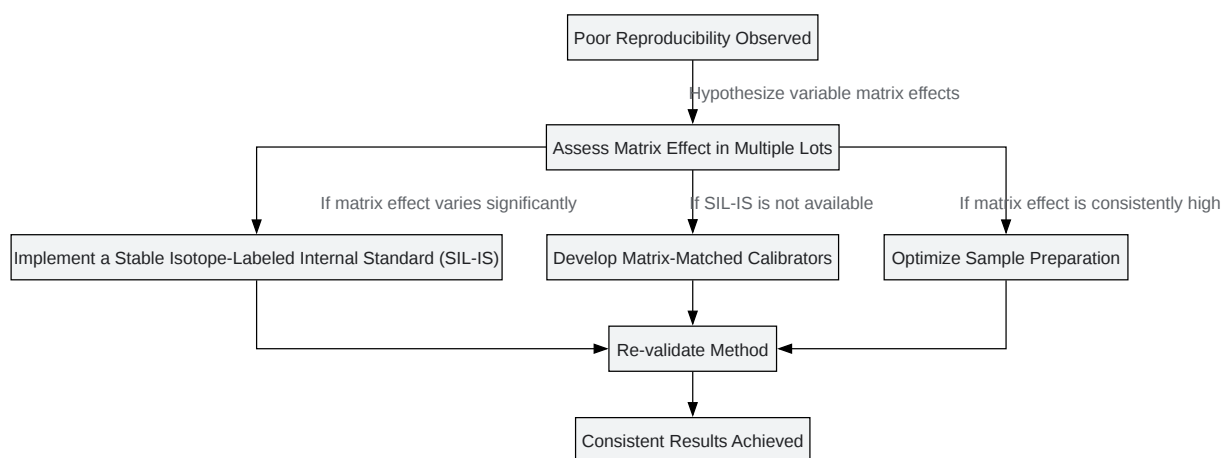 Poor Reproducibility Observed
Hypothesize variable matrix effects
Assess Matrix Effect in Multiple Lots
If matrix effect varies significantly
If SIL-IS is not available
If matrix effect is consistently high
Implement a Stable Isotope-Labeled Internal Standard (SIL-IS)
Develop Matrix-Matched Calibrators
Optimize Sample Preparation
Re-validate Method
Consistent Results Achieved